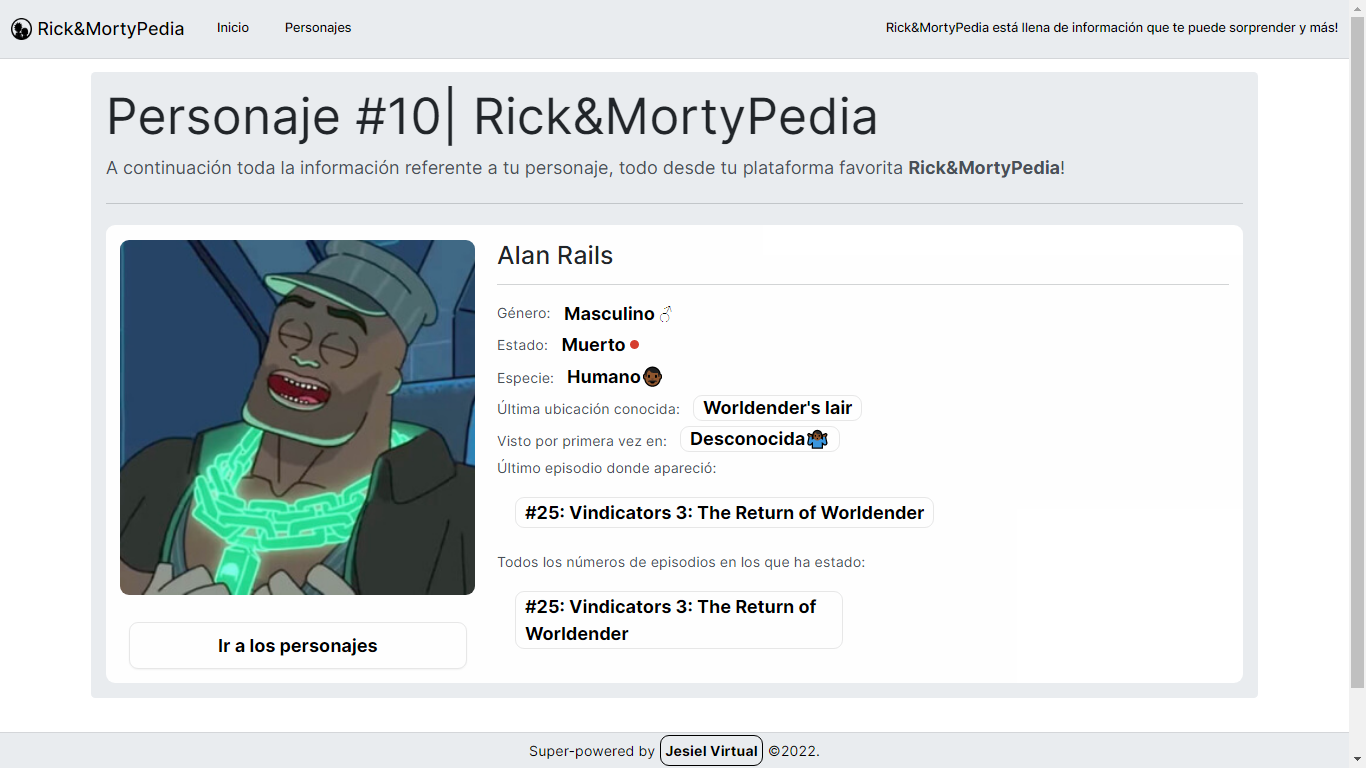 Rick&MortyPedia Inicio Personajes Rick&MortyPedia está llena de información que te puede sorprender y más!
Personaje #10| Rick&MortyPedia
A continuación toda la información referente a tu personaje, todo desde tu plataforma favorita Rick&MortyPedia!
Alan Rails
Género: Masculino
Estado: Muerto
Especie: Humano
Última ubicación conocida: Worldender's lair
Visto por primera vez en: Desconocida
Último episodio donde apareció:
#25: Vindicators 3: The Return of Worldender
Todos los números de episodios en los que ha estado:
#25: Vindicators 3: The Return of
Worldender
Ir a los personajes
Super-powered by Jesiel Virtual ©2022.